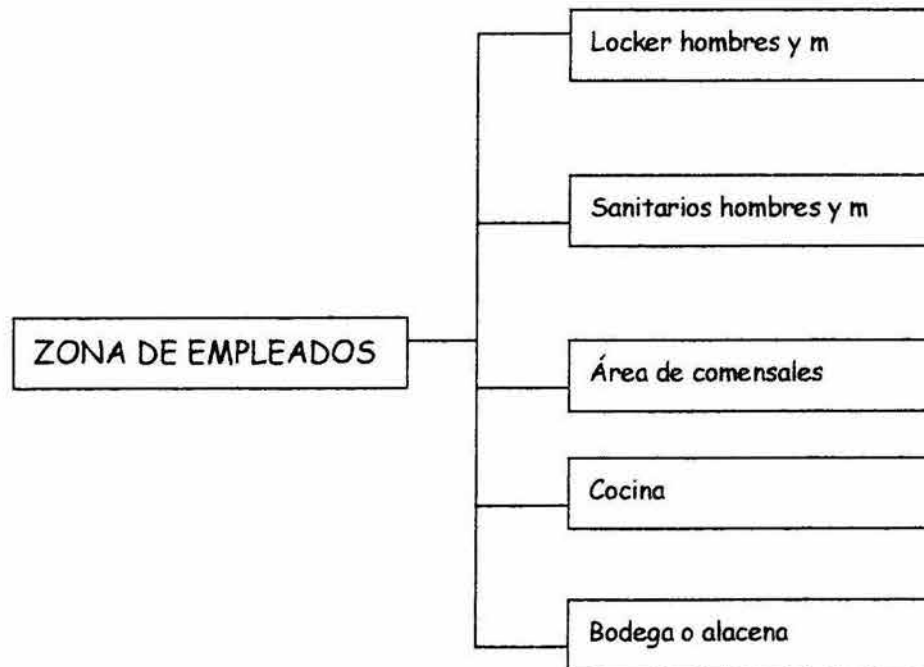 Locker hombres y m
Sanitarios hombres y m
ZONA DE EMPLEADOS
Área de comensales
Cocina
Bodega o alacena